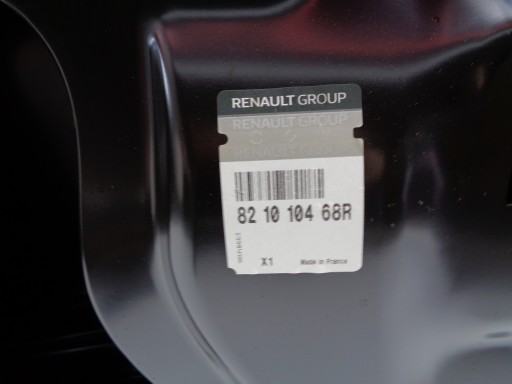 RENAULT GROUP
RENAULT GROUP
82 10 104 68R
X1 Made in France